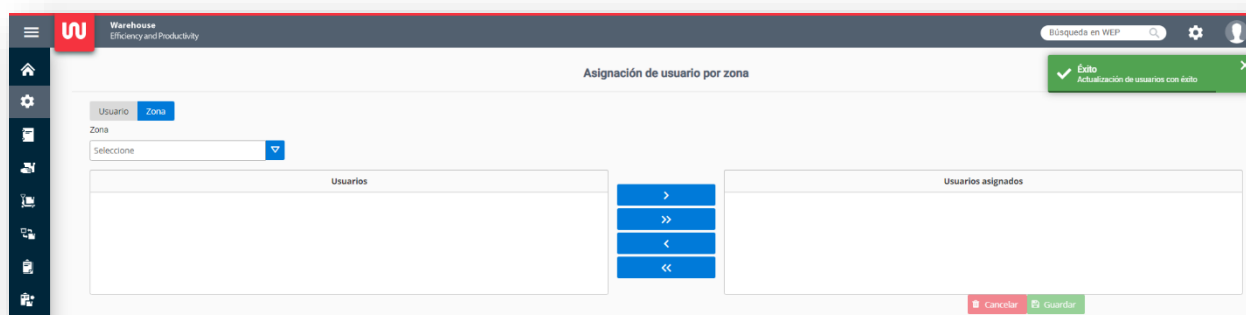 Warehouse
Efficiency and Productivity
Búsqueda en WEP
Asignación de usuario por zona
Éxito
Actualización de usuarios con éxito
Usuario Zona
Zona
Seleccione
Usuarios
Usuarios asignados
Cancelar Guardar